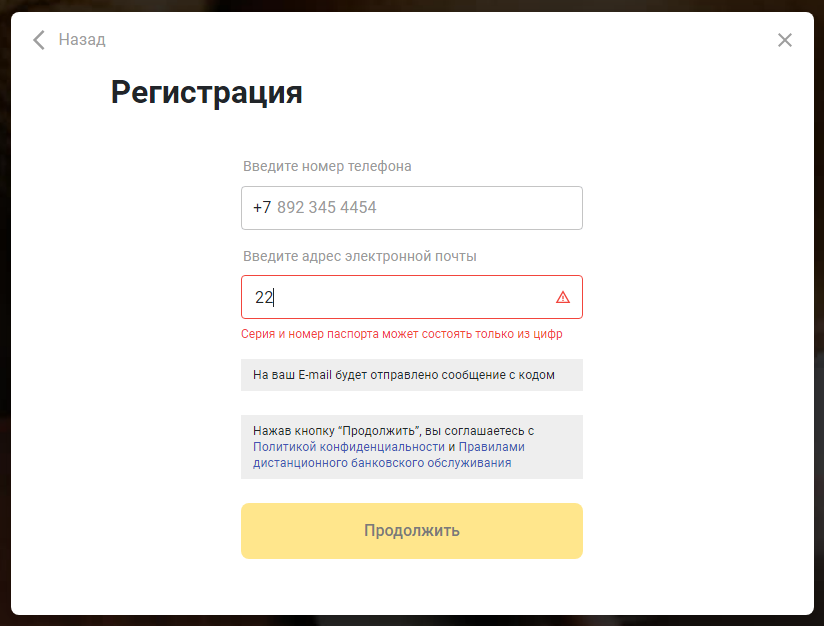 Назад
Регистрация
Введите номер телефона
+7 892 345 4454
Введите адрес электронной почты
22
Серия и номер паспорта может состоять только из цифр
На ваш E-mail будет отправлено сообщение с кодом
Нажав кнопку “Продолжить”, вы соглашаетесь с
Политикой конфиденциальности и Правилами
дистанционного банковского обслуживания
Продолжить